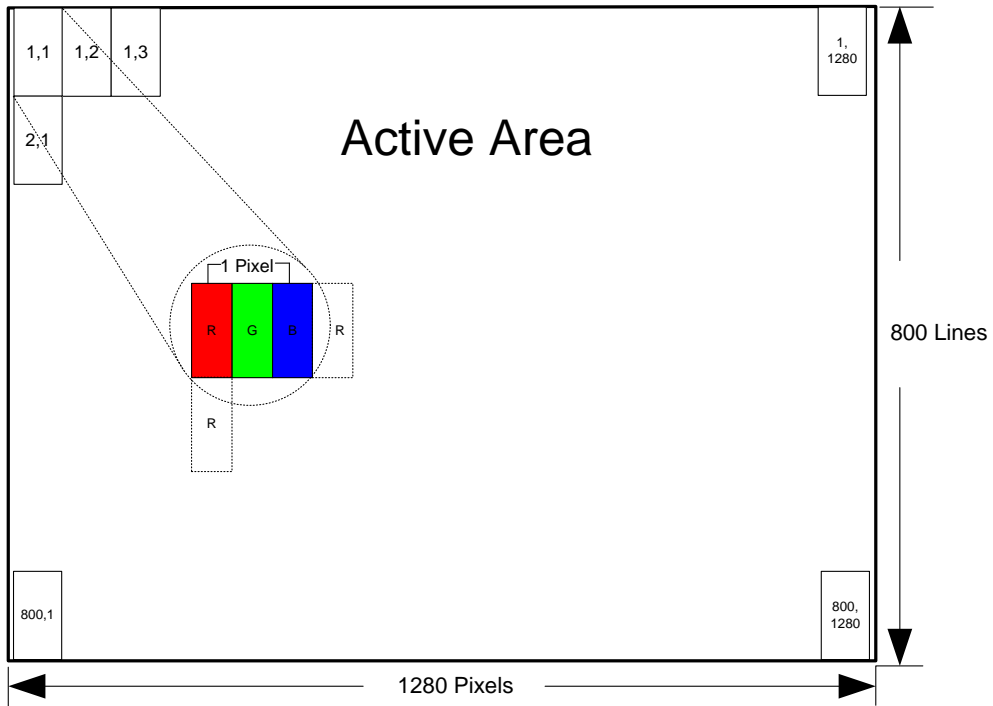 1,1 1,2 1,3
1,
1280
2,1
Active Area
1 Pixel
R G B R
800 Lines
R
800,1
800,
1280
1280 Pixels